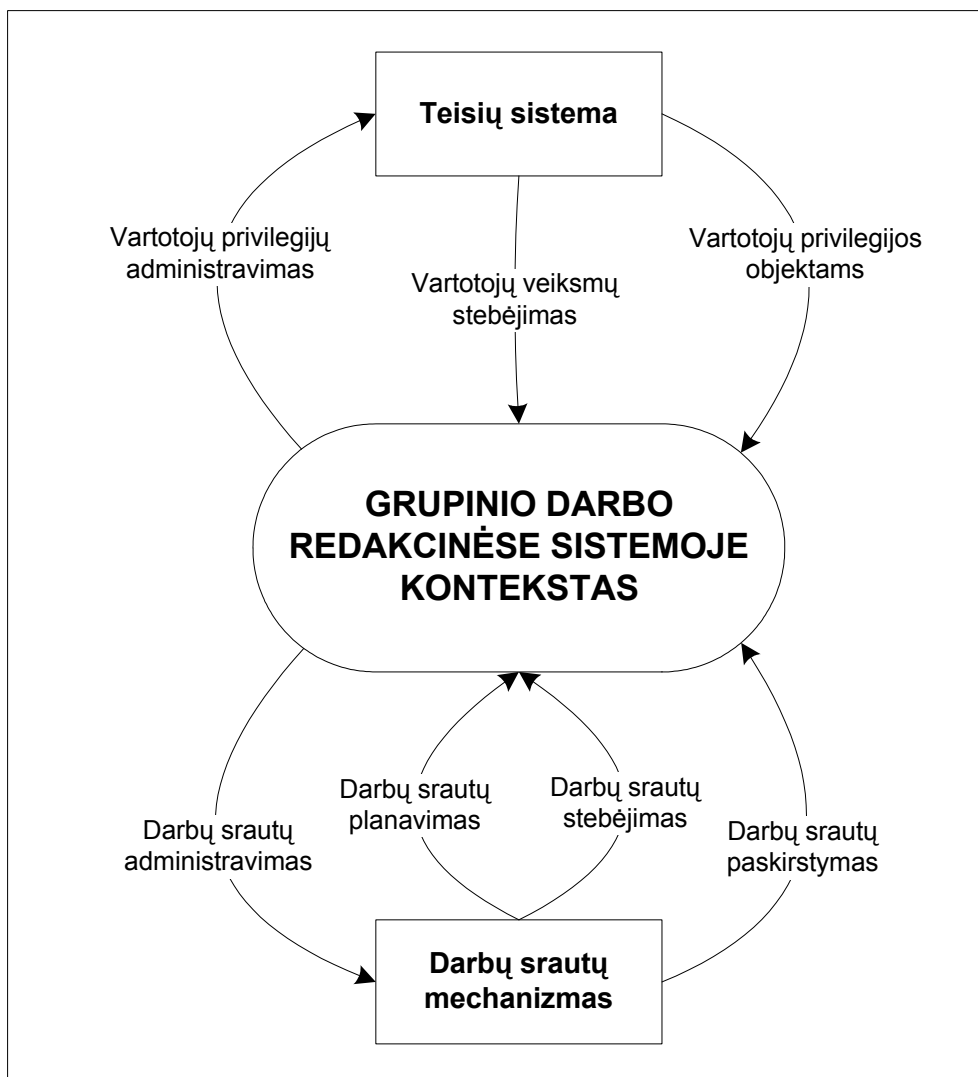 Teisių sistema
Vartotojų privilegijų
administravimas
Vartotojų veiksmų
stebėjimas
Vartotojų privilegijos
objektams
GRUPINIO DARBO
REDAKCINĖSE SISTEMOJE
KONTEKSTAS
Darbų srautų
administravimas
Darbų srautų
planavimas
Darbų srautų
stebėjimas
Darbų srautų
paskirstymas
Darbų srautų
mechanizmas